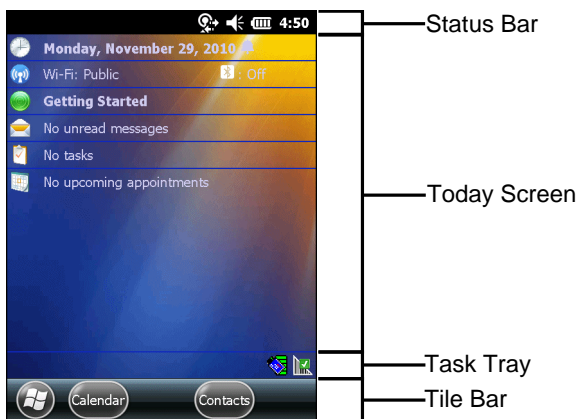 4:50
Status Bar
Monday, November 29, 2010
Wi-Fi: Public : Off
Getting Started
No unread messages
No tasks
No upcoming appointments
Today Screen
Task Tray
Calendar Contacts
Tile Bar